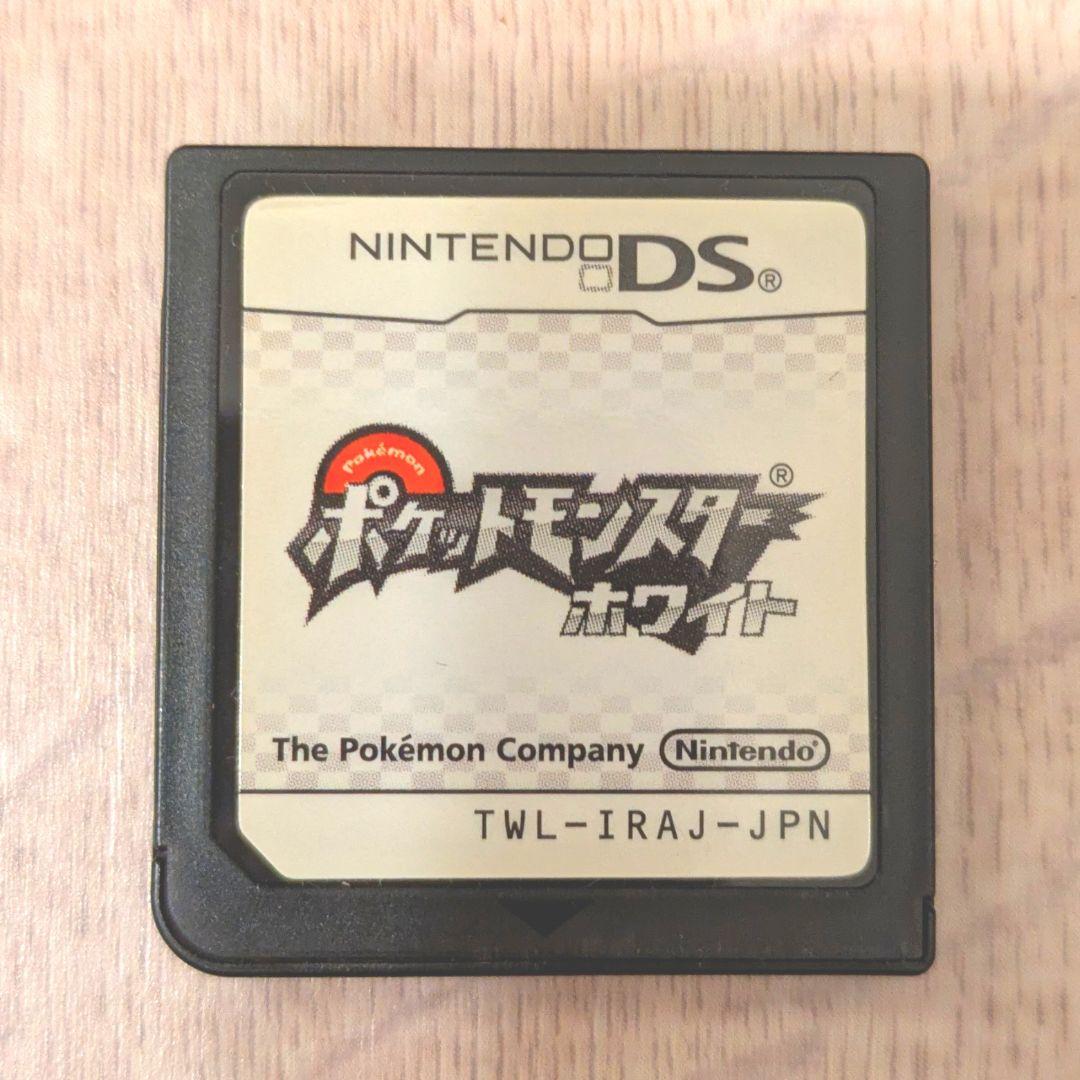 NINTENDO DS®
Pokémon
ポケットモンスター®
ホワイト
The Pokémon Company Nintendo®
TWL-IRAJ-JPN